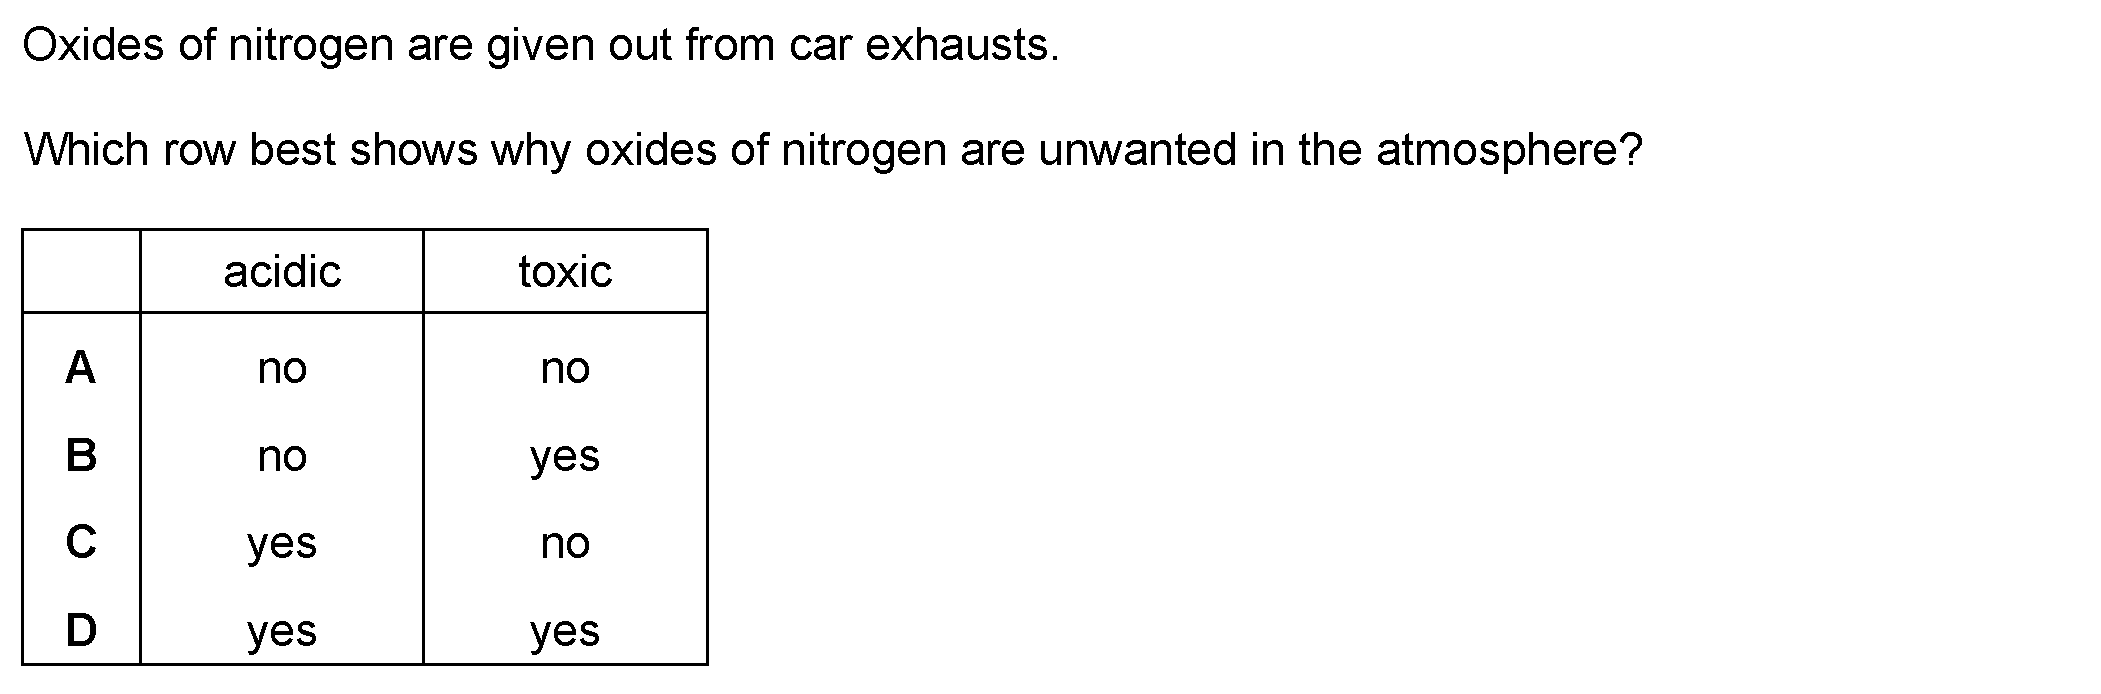 Oxides of nitrogen are given out from car exhausts.
Which row best shows why oxides of nitrogen are unwanted in the atmosphere?
acidic toxic
A no no
B no yes
C yes no
D yes yes